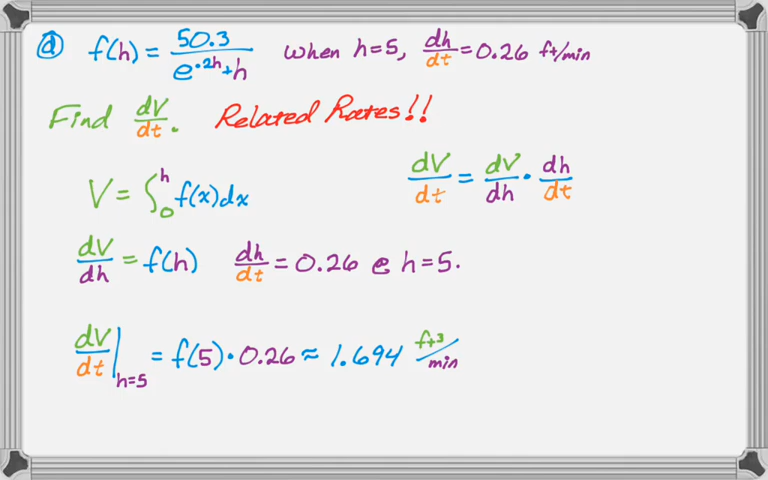 ⓓ f(h) = 50.3 / (e^.2h + h) when h=5, dh/dt = 0.26 ft/min
Find dV/dt. Related Rates!!
V = ∫₀ʰ f(x)dx dV/dt = dV/dh · dh/dt
dV/dh = f(h) dh/dt = 0.26 @ h=5.
dV/dt |h=5 = f(5)·0.26 ≈ 1.694 ft³/min